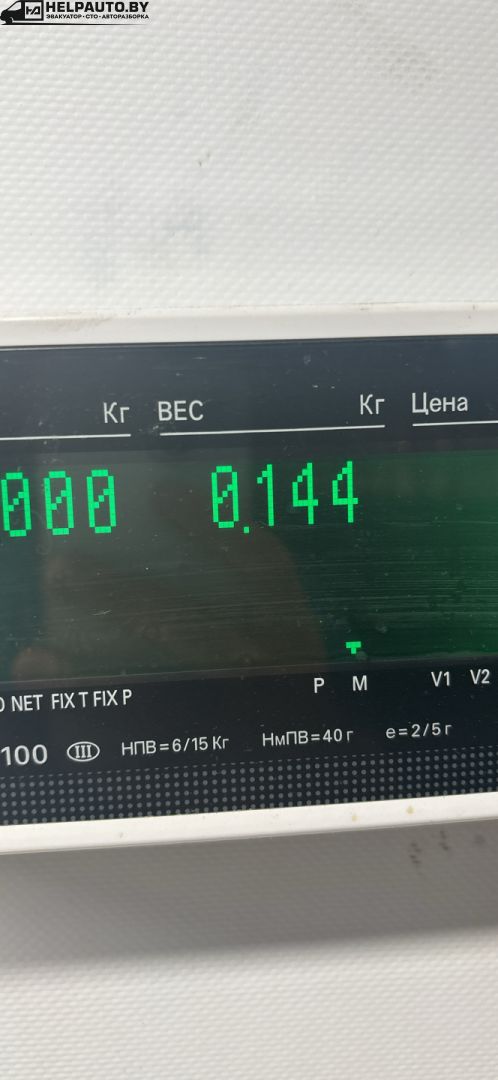 HELPAUTO.BY
ЭВАКУАТОР·СТО·АВТОРАЗБОРКА
Кг ВЕС Кг Цена
000 0.144
NET FIX T FIX P P M V1 V2
100 III НПВ=6/15 Кг НмПВ=40 г e=2/5 г